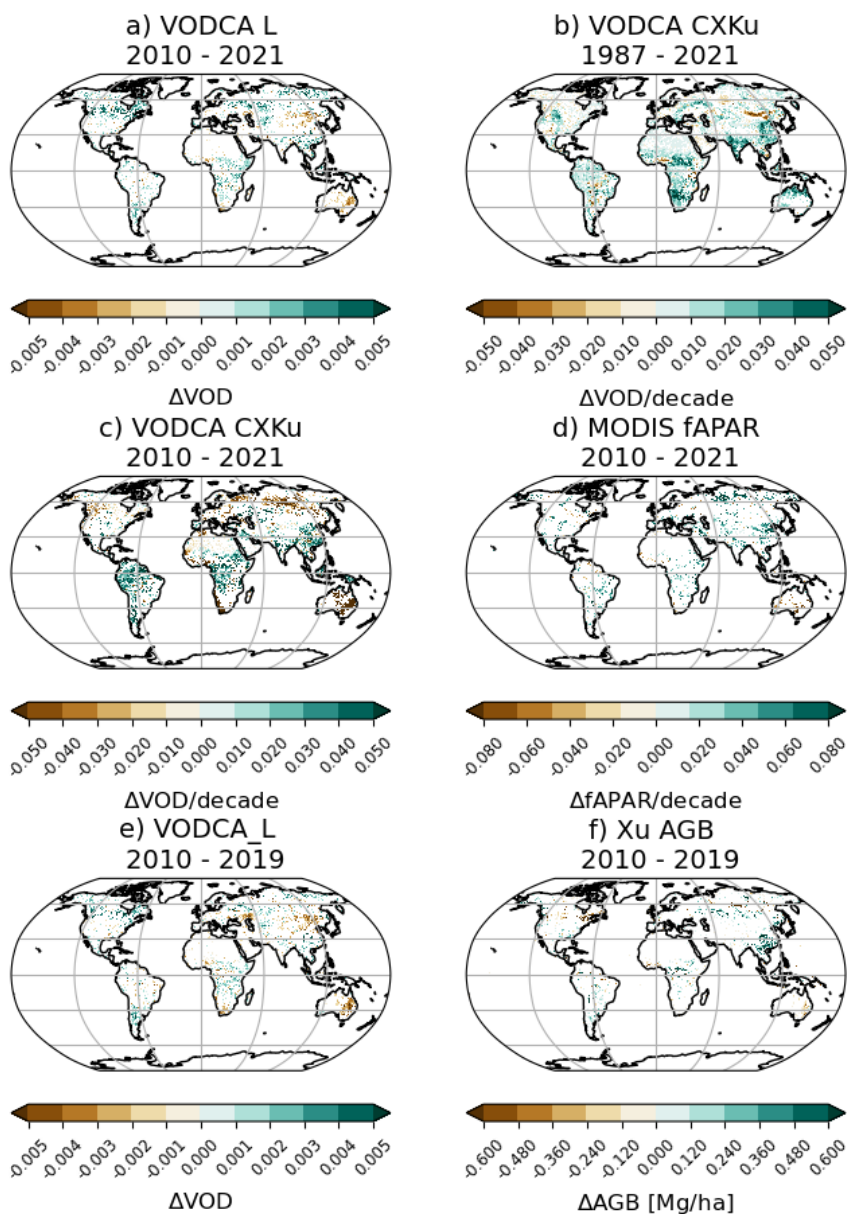 a) VODCA L
2010 - 2021
b) VODCA CXKu
1987 - 2021
-0.005 -0.004 -0.003 -0.002 -0.001 0.000 0.001 0.002 0.003 0.004 0.005
ΔVOD
-0.050 -0.040 -0.030 -0.020 -0.010 0.000 0.010 0.020 0.030 0.040 0.050
ΔVOD/decade
c) VODCA CXKu
2010 - 2021
d) MODIS fAPAR
2010 - 2021
-0.050 -0.040 -0.030 -0.020 -0.010 0.000 0.010 0.020 0.030 0.040 0.050
ΔVOD/decade
-0.080 -0.060 -0.040 -0.020 0.000 0.020 0.040 0.060 0.080
ΔfAPAR/decade
e) VODCA_L
2010 - 2019
f) Xu AGB
2010 - 2019
-0.005 -0.004 -0.003 -0.002 -0.001 0.000 0.001 0.002 0.003 0.004 0.005
ΔVOD
-0.600 -0.480 -0.360 -0.240 -0.120 0.000 0.120 0.240 0.360 0.480 0.600
ΔAGB [Mg/ha]